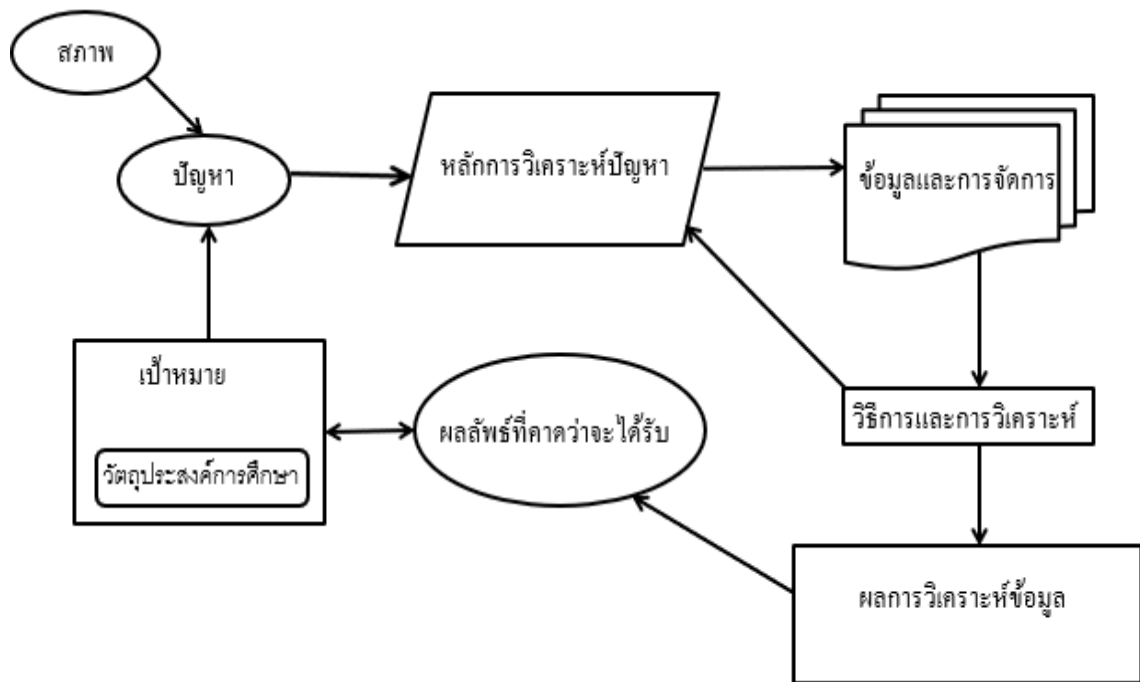 สภาพ
ปัญหา
หลักการวิเคราะห์ปัญหา
ข้อมูลและการจัดการ
เป้าหมาย
วัตถุประสงค์การศึกษา
ผลลัพธ์ที่คาดว่าจะได้รับ
วิธีการและการวิเคราะห์
ผลการวิเคราะห์ข้อมูล